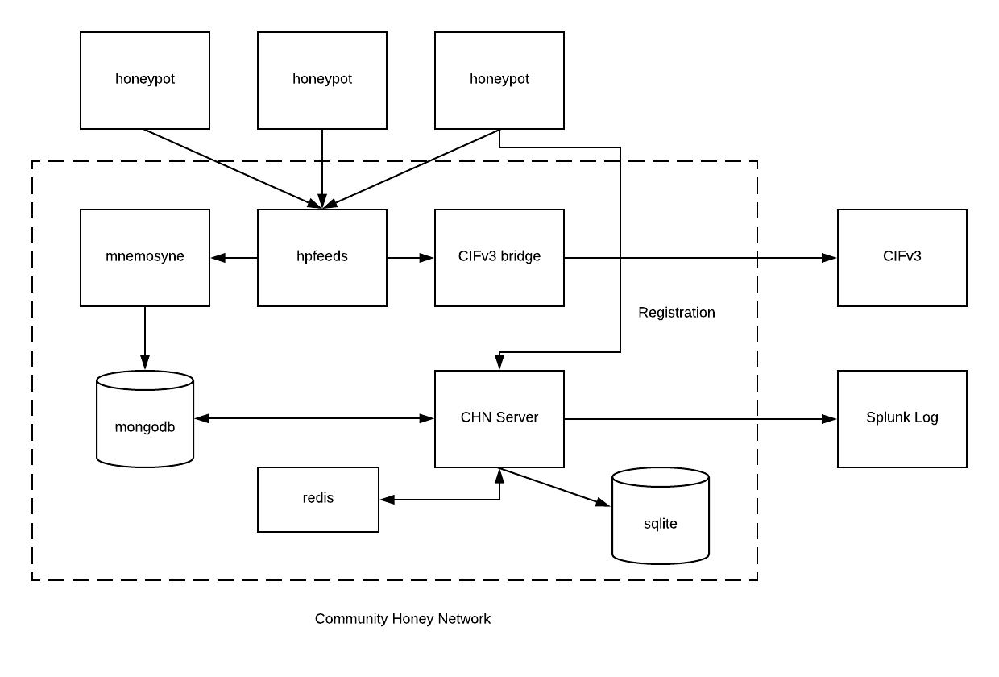 honeypot
honeypot
honeypot
mnemosyne
hpfeeds
CIFv3 bridge
CIFv3
Registration
mongodb
CHN Server
Splunk Log
redis
sqlite
Community Honey Network